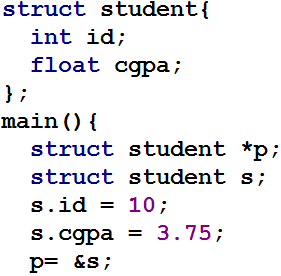 struct student{
int id;
float cgpa;
};
main(){
struct student *p;
struct student s;
s.id = 10;
s.cgpa = 3.75;
p= &s;